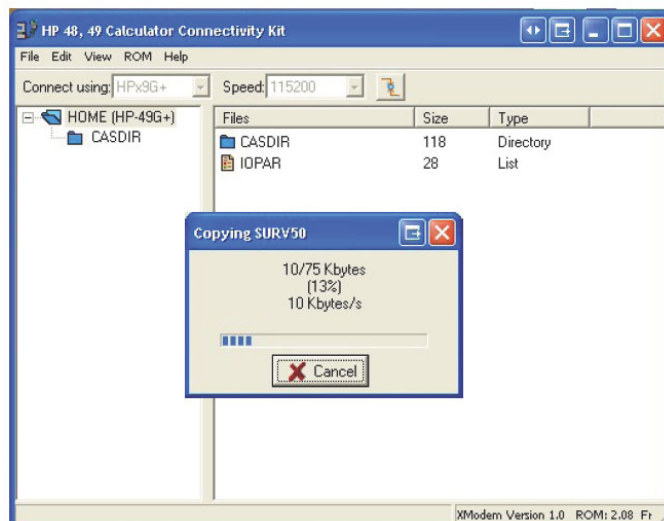 HP 48, 49 Calculator Connectivity Kit
File Edit View ROM Help
Connect using: HPx9G+ Speed: 115200
HOME (HP-49G+)
CASDIR
Files Size Type
CASDIR 118 Directory
IOPAR 28 List
Copying SURV50
10/75 Kbytes
(13%)
10 Kbytes/s
Cancel
XModem Version 1.0 ROM: 2.08